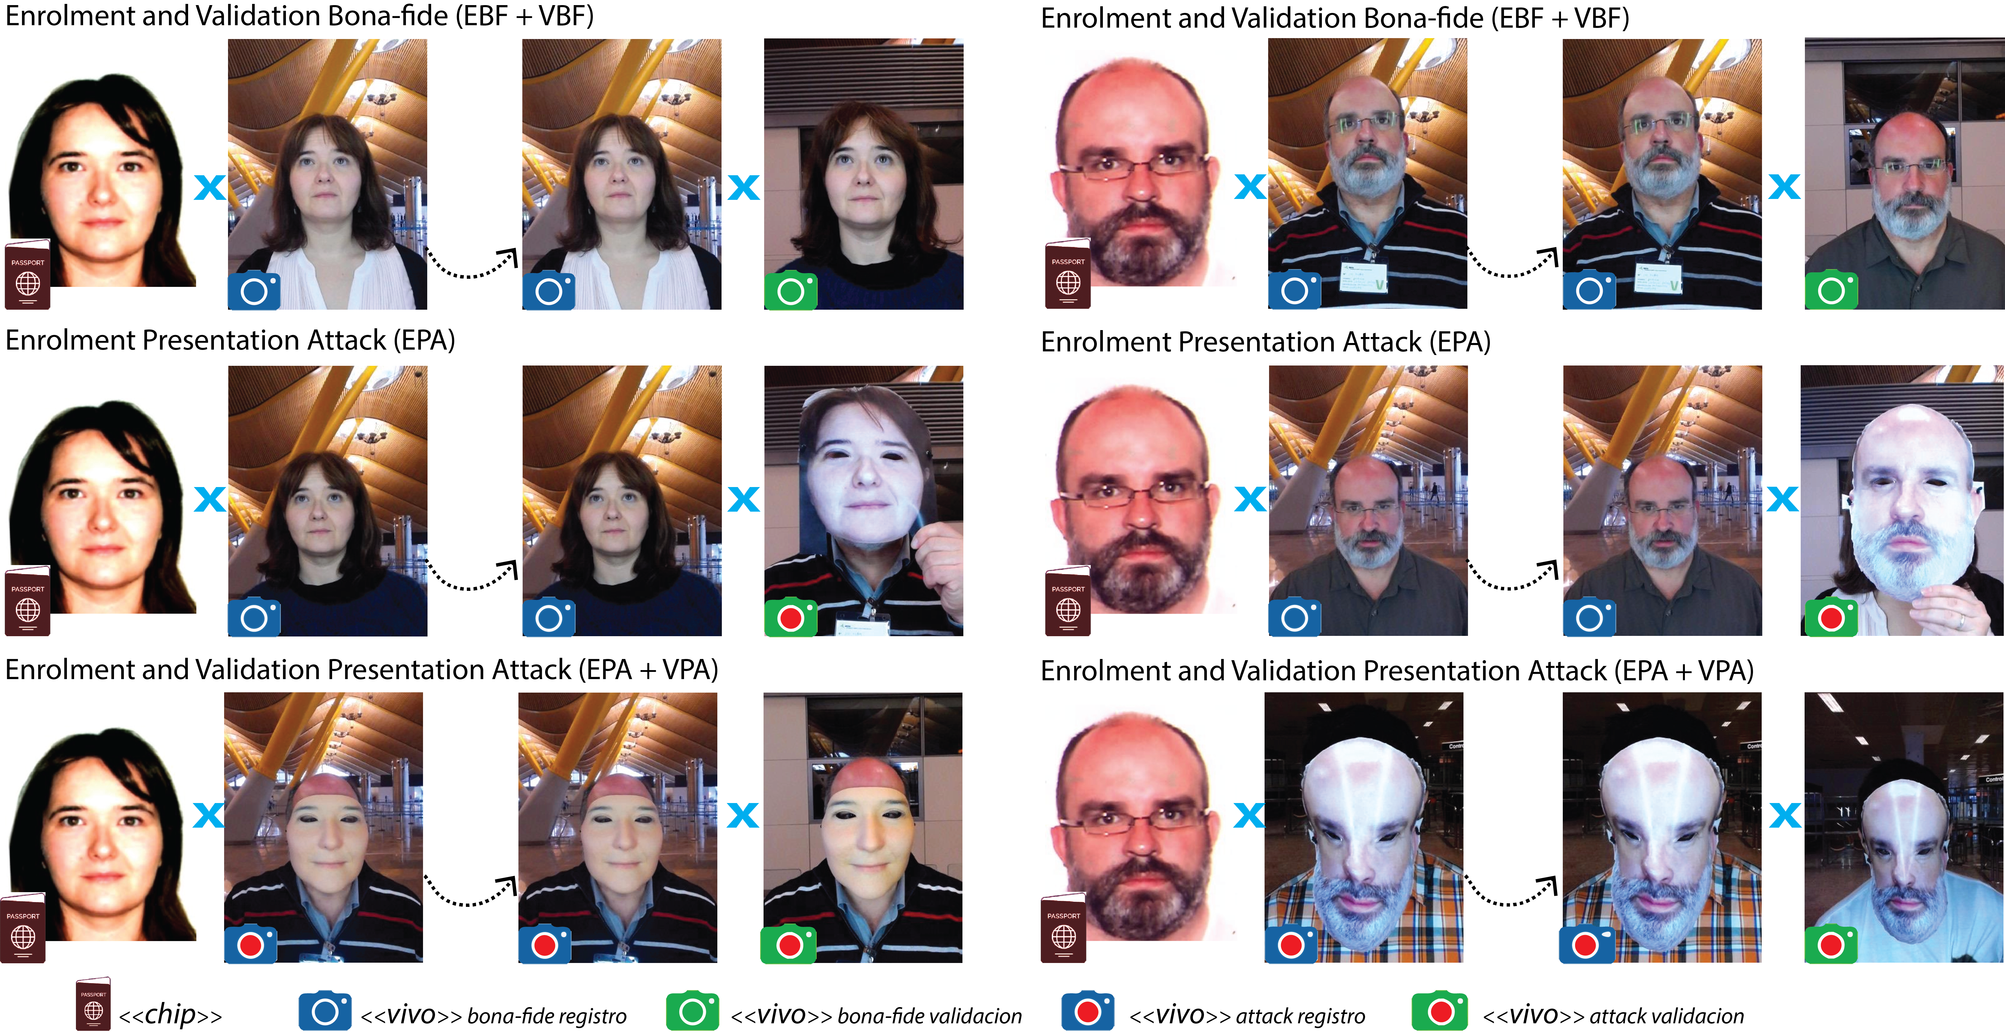 Enrolment and Validation Bona-fide (EBF + VBF)
Enrolment and Validation Bona-fide (EBF + VBF)
PASSPORT
PASSPORT
Enrolment Presentation Attack (EPA)
Enrolment Presentation Attack (EPA)
PASSPORT
PASSPORT
Enrolment and Validation Presentation Attack (EPA + VPA)
Enrolment and Validation Presentation Attack (EPA + VPA)
PASSPORT
PASSPORT
PASSPORT
<<chip>>
<<vivo>> bona-fide registro
<<vivo>> bona-fide validacion
<<vivo>> attack registro
<<vivo>> attack validacion